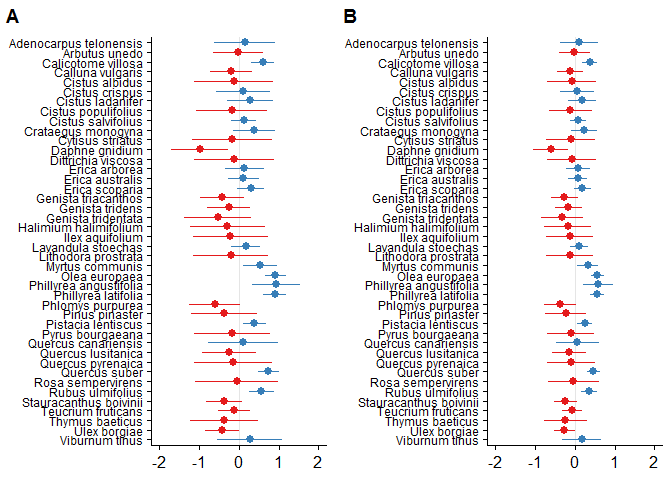 A
Adenocarpus telonensis
Arbutus unedo
Calicotome villosa
Calluna vulgaris
Cistus albidus
Cistus crispus
Cistus ladanifer
Cistus populifolius
Cistus salvifolius
Crataegus monogyna
Cytisus striatus
Daphne gnidium
Dittrichia viscosa
Erica arborea
Erica australis
Erica scoparia
Genista triacanthos
Genista tridens
Genista tridentata
Halimium halimifolium
Ilex aquifolium
Lavandula stoechas
Lithodora prostrata
Myrtus communis
Olea europaea
Phillyrea angustifolia
Phillyrea latifolia
Phlomis purpurea
Pinus pinaster
Pistacia lentiscus
Pyrus bourgaeana
Quercus canariensis
Quercus lusitanica
Quercus pyrenaica
Quercus suber
Rosa sempervirens
Rubus ulmifolius
Stauracanthus boivinii
Teucrium fruticans
Thymus baeticus
Ulex borgiae
Viburnum tinus
-2 -1 0 1 2
B
Adenocarpus telonensis
Arbutus unedo
Calicotome villosa
Calluna vulgaris
Cistus albidus
Cistus crispus
Cistus ladanifer
Cistus populifolius
Cistus salvifolius
Crataegus monogyna
Cytisus striatus
Daphne gnidium
Dittrichia viscosa
Erica arborea
Erica australis
Erica scoparia
Genista triacanthos
Genista tridens
Genista tridentata
Halimium halimifolium
Ilex aquifolium
Lavandula stoechas
Lithodora prostrata
Myrtus communis
Olea europaea
Phillyrea angustifolia
Phillyrea latifolia
Phlomis purpurea
Pinus pinaster
Pistacia lentiscus
Pyrus bourgaeana
Quercus canariensis
Quercus lusitanica
Quercus pyrenaica
Quercus suber
Rosa sempervirens
Rubus ulmifolius
Stauracanthus boivinii
Teucrium fruticans
Thymus baeticus
Ulex borgiae
Viburnum tinus
-2 -1 0 1 2